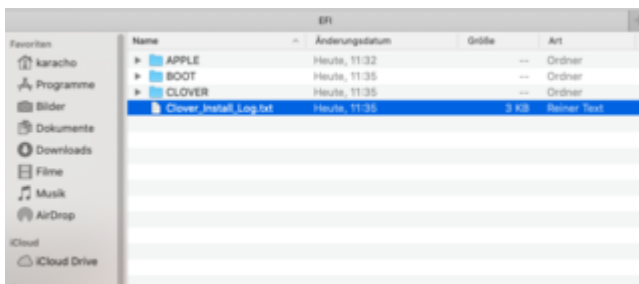 EFI
Favoriten
karacho
Programme
Bilder
Dokumente
Downloads
Filme
Musik
AirDrop
iCloud
iCloud Drive
Name Änderungsdatum Größe Art
APPLE Heute, 11:32 -- Ordner
BOOT Heute, 11:35 -- Ordner
CLOVER Heute, 11:35 -- Ordner
Clover_Install_Log.txt Heute, 11:35 3 KB Reiner Text